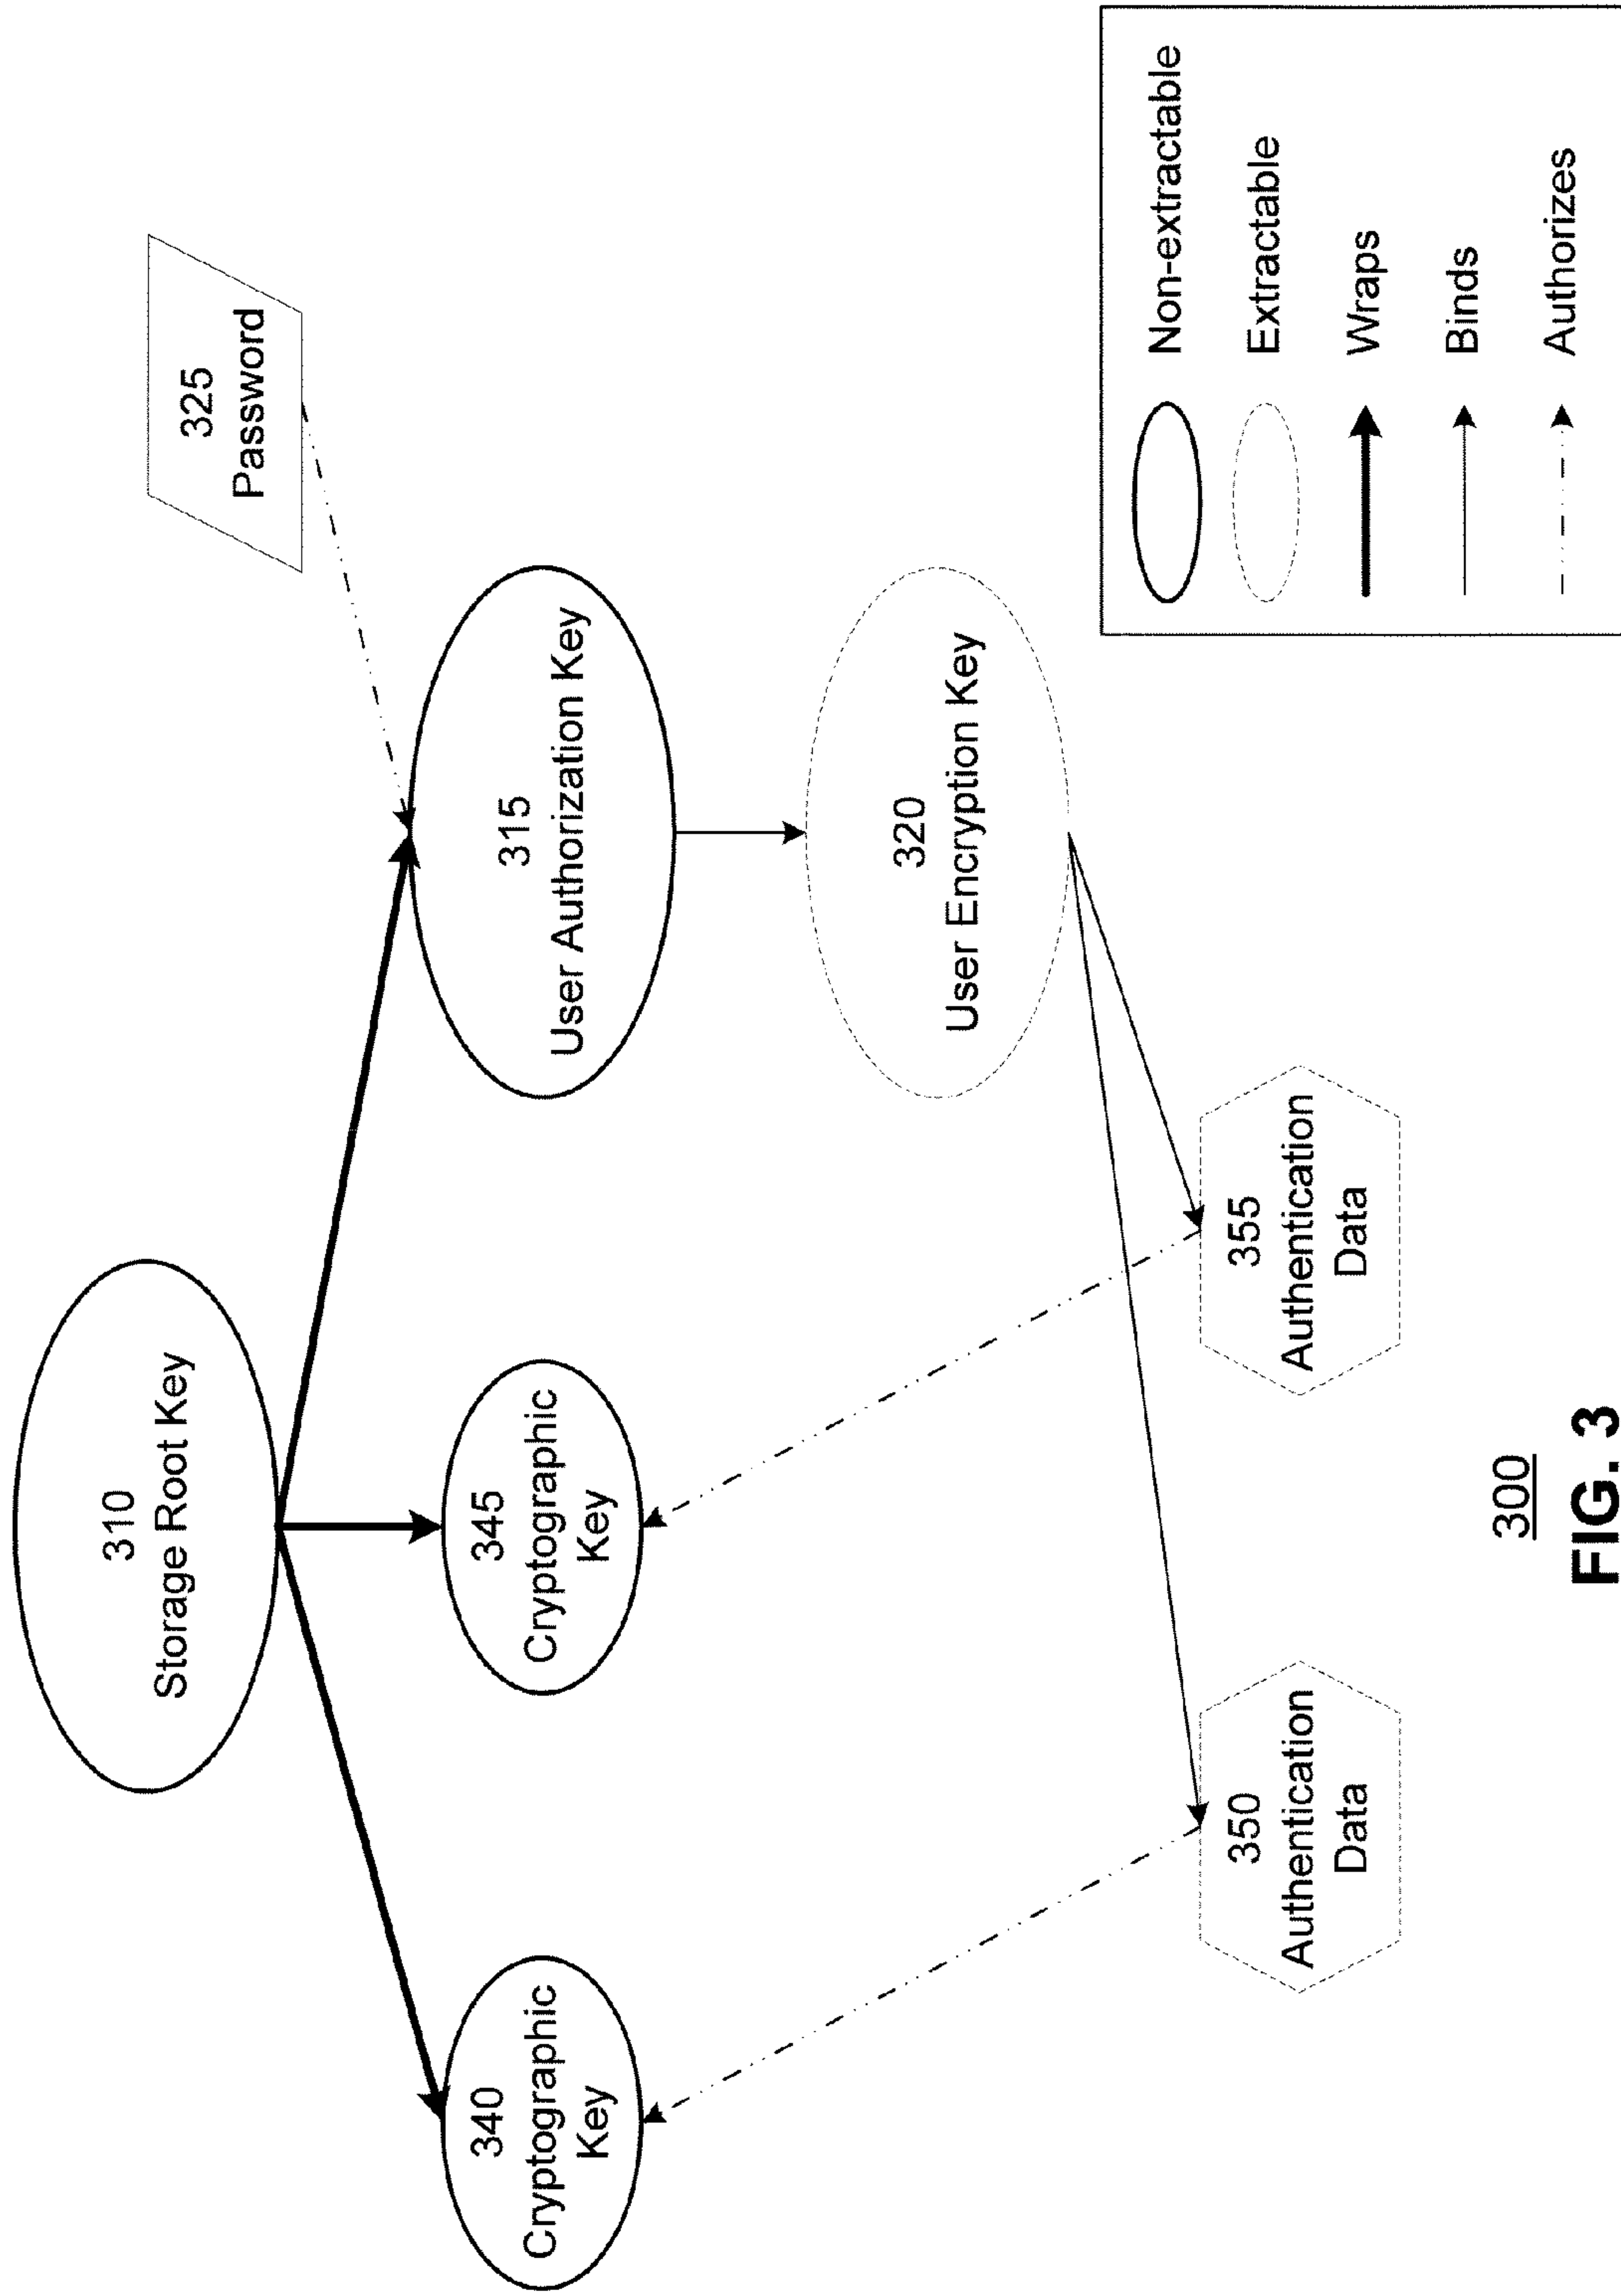 310
Storage Root Key
325
Password
340
Cryptographic
Key
345
Cryptographic
Key
315
User Authorization Key
320
User Encryption Key
350
Authentication
Data
355
Authentication
Data
Non-extractable
Extractable
Wraps
Binds
Authorizes
300
FIG. 3